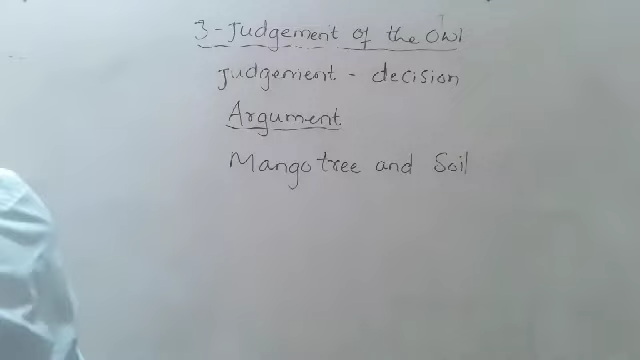 3-Judgement of the Owl
Judgement - decision
Argument
Mango tree and Soil